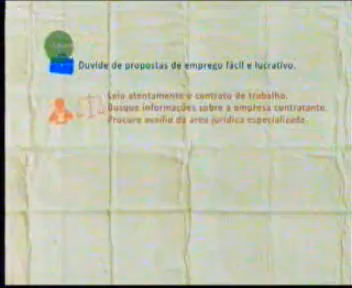 Duvide de propostas de emprego fácil e lucrativo.
Leia atentamente o contrato de trabalho.
Busque informações sobre a empresa contratante.
Procure auxílio da área jurídica especializada.